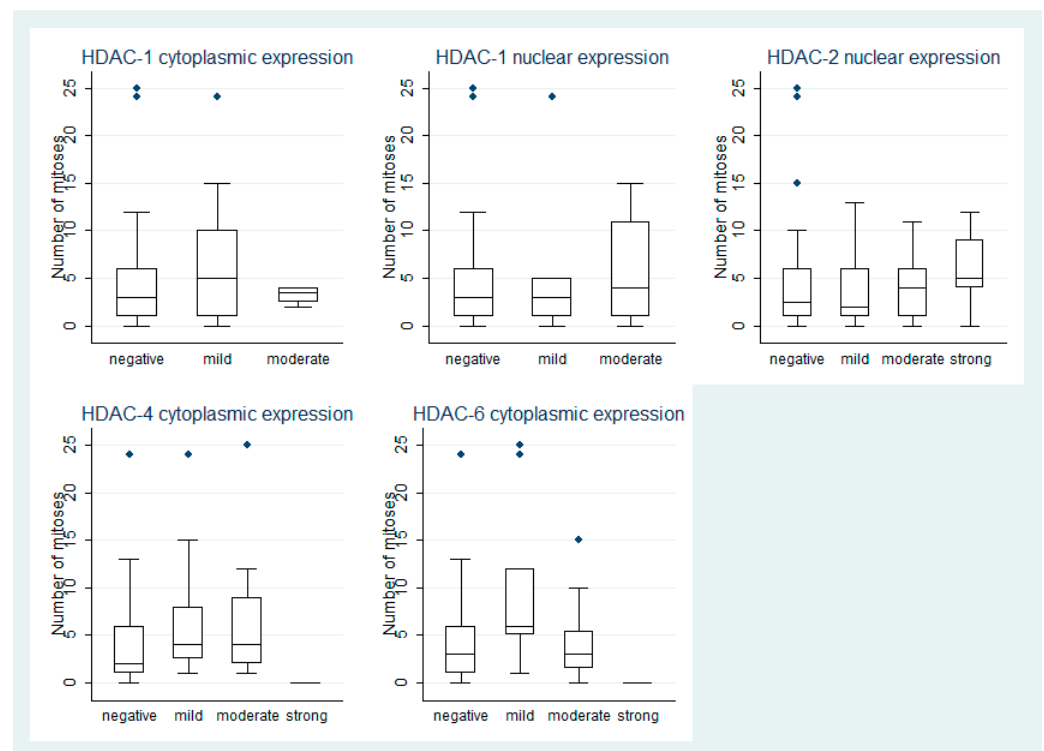 HDAC-1 cytoplasmic expression
Number of mitoses
25
20
15
10
5
0
negative mild moderate
HDAC-1 nuclear expression
Number of mitoses
25
20
15
10
5
0
negative mild moderate
HDAC-2 nuclear expression
Number of mitoses
25
20
15
10
5
0
negative mild moderate strong
HDAC-4 cytoplasmic expression
Number of mitoses
25
20
15
10
5
0
negative mild moderate strong
HDAC-6 cytoplasmic expression
Number of mitoses
25
20
15
10
5
0
negative mild moderate strong